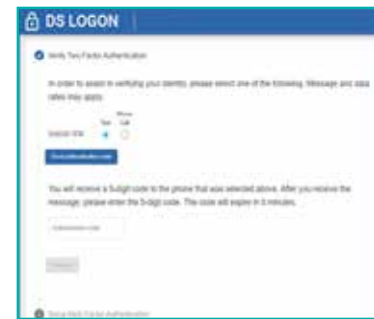 DS LOGON
Verify Two Factor Authentication
In order to assist in verifying your identity, please select one of the following. Message and data
rates may apply.
Phone
Text Call
You will receive a 5-digit code to the phone that was selected above. After you receive the
message, please enter the 5-digit code. The code will expire in 5 minutes.
Authentication code